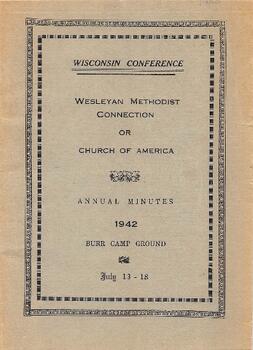 WISCONSIN CONFERENCE
WESLEYAN METHODIST
CONNECTION
OR
CHURCH OF AMERICA
ANNUAL MINUTES
1942
BURR CAMP GROUND
July 13 - 18